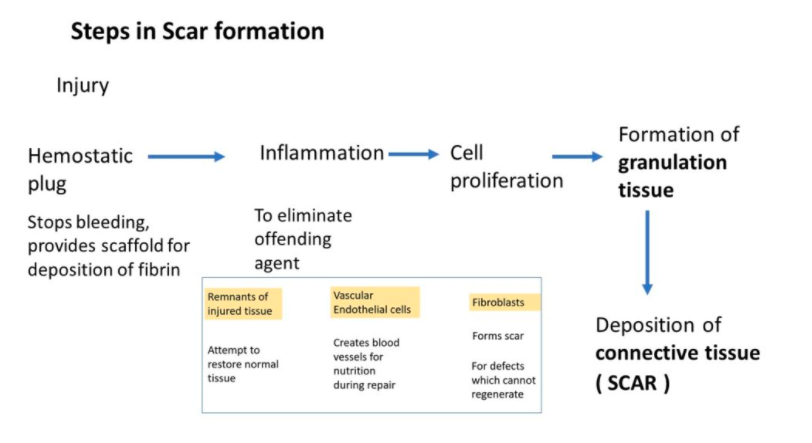 Steps in Scar formation
Injury
Hemostatic
plug
Stops bleeding,
provides scaffold for
deposition of fibrin
Inflammation
To eliminate
offending
agent
Cell
proliferation
Remnants of
injured tissue
Attempt to
restore normal
tissue
Vascular
Endothelial cells
Creates blood
vessels for
nutrition
during repair
Fibroblasts
Forms scar
For defects
which cannot
regenerate
Formation of
granulation
tissue
Deposition of
connective tissue
( SCAR )